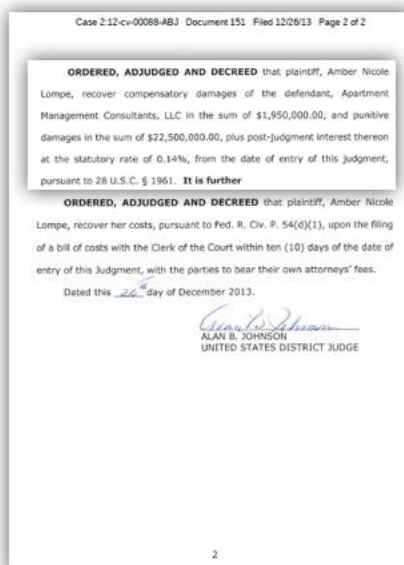 Case 2:12-cv-00088-ABJ Document 151 Filed 12/26/13 Page 2 of 2
ORDERED, ADJUDGED AND DECREED that plaintiff, Amber Nicole
Lompe, recover compensatory damages of the defendant, Apartment
Management Consultants, LLC in the sum of $1,950,000.00, and punitive
damages in the sum of $22,500,000.00, plus post-judgment interest thereon
at the statutory rate of 0.14%, from the date of entry of this judgment,
pursuant to 28 U.S.C. § 1961. It is further
ORDERED, ADJUDGED AND DECREED that plaintiff, Amber Nicole
Lompe, recover her costs, pursuant to Fed. R. Civ. P. 54(d)(1), upon the filing
of a bill of costs with the Clerk of the Court within ten (10) days of the date of
entry of this Judgment, with the parties to bear their own attorneys' fees.
Dated this 26th day of December 2013.
Alan B. Johnson
ALAN B. JOHNSON
UNITED STATES DISTRICT JUDGE
2